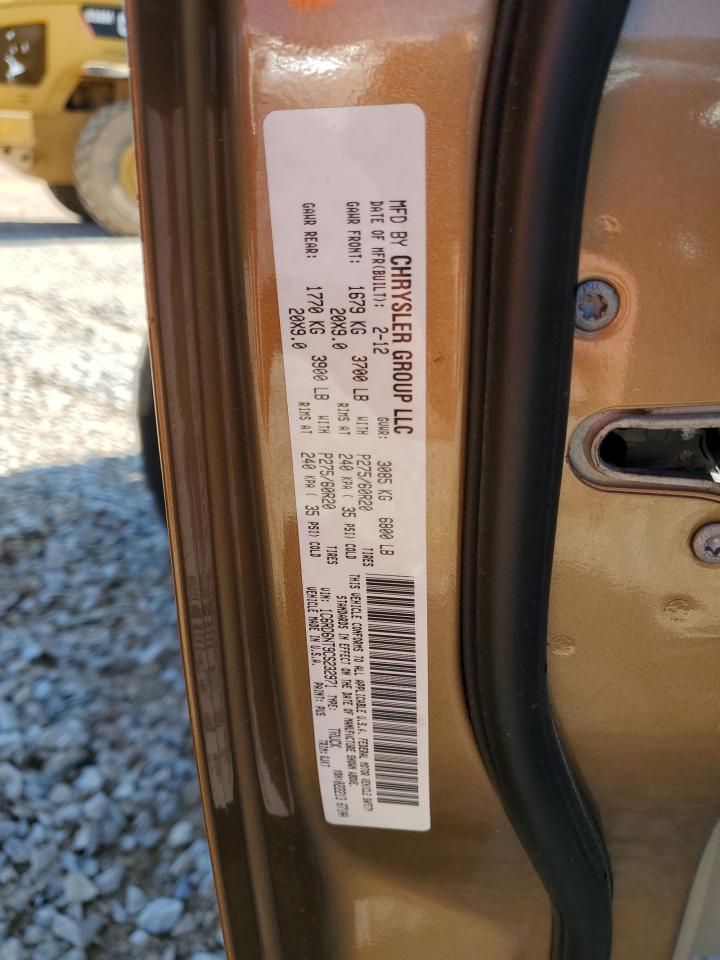 MFD BY CHRYSLER GROUP LLC
DATE OF MFR(BUILT): 2-12 GVWR: 3085 KG 6800 LB
GAWR FRONT: 1679 KG 3700 LB WITH P275/60R20 TIRES
20X9.0 RIMS AT 240 KPA ( 35 PSI) COLD
GAWR REAR: 1770 KG 3900 LB WITH P275/60R20 TIRES
20X9.0 RIMS AT 240 KPA ( 35 PSI) COLD
THIS VEHICLE CONFORMS TO ALL APPLICABLE U.S.A. FEDERAL MOTOR VEHICLE SAFETY
STANDARDS IN EFFECT ON THE DATE OF MANUFACTURE SHOWN ABOVE.
VIN: 1C6RD6NT9CS232971 TYPE: TRUCK
VEHICLE MADE IN U.S.A. PAINT: TRIM: